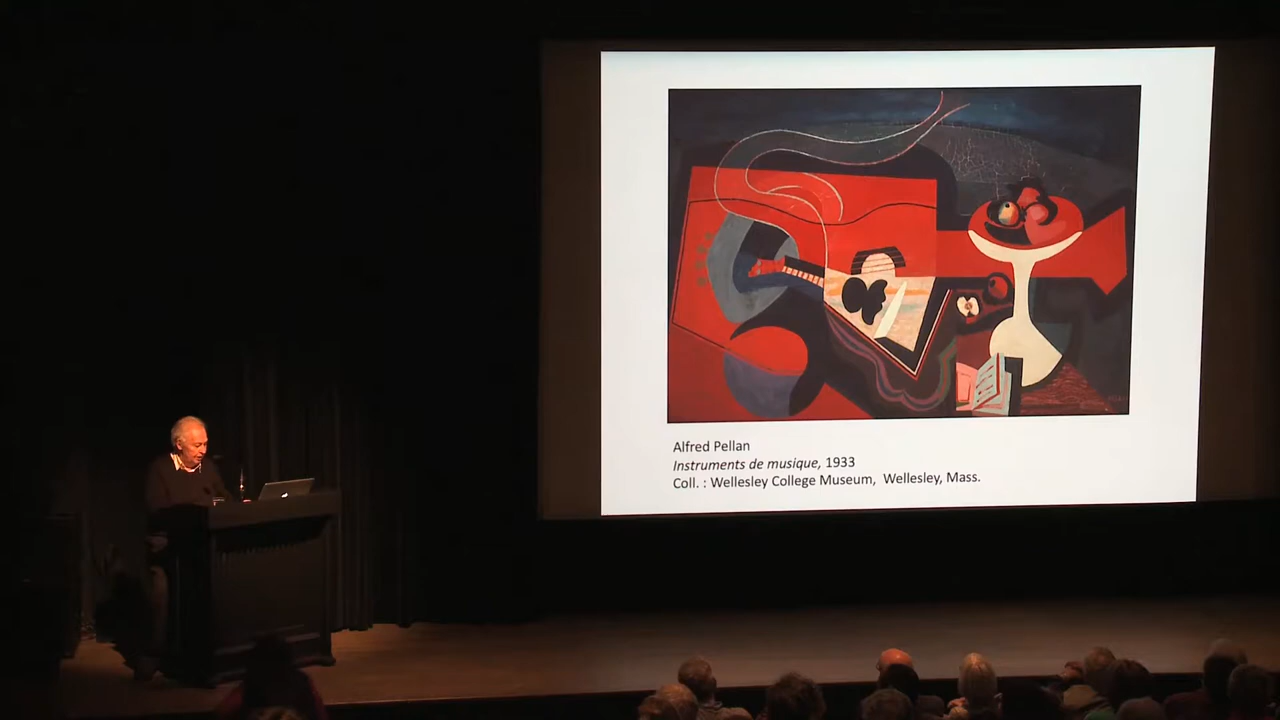 Alfred Pellan
Instruments de musique, 1933
Coll. : Wellesley College Museum, Wellesley, Mass.